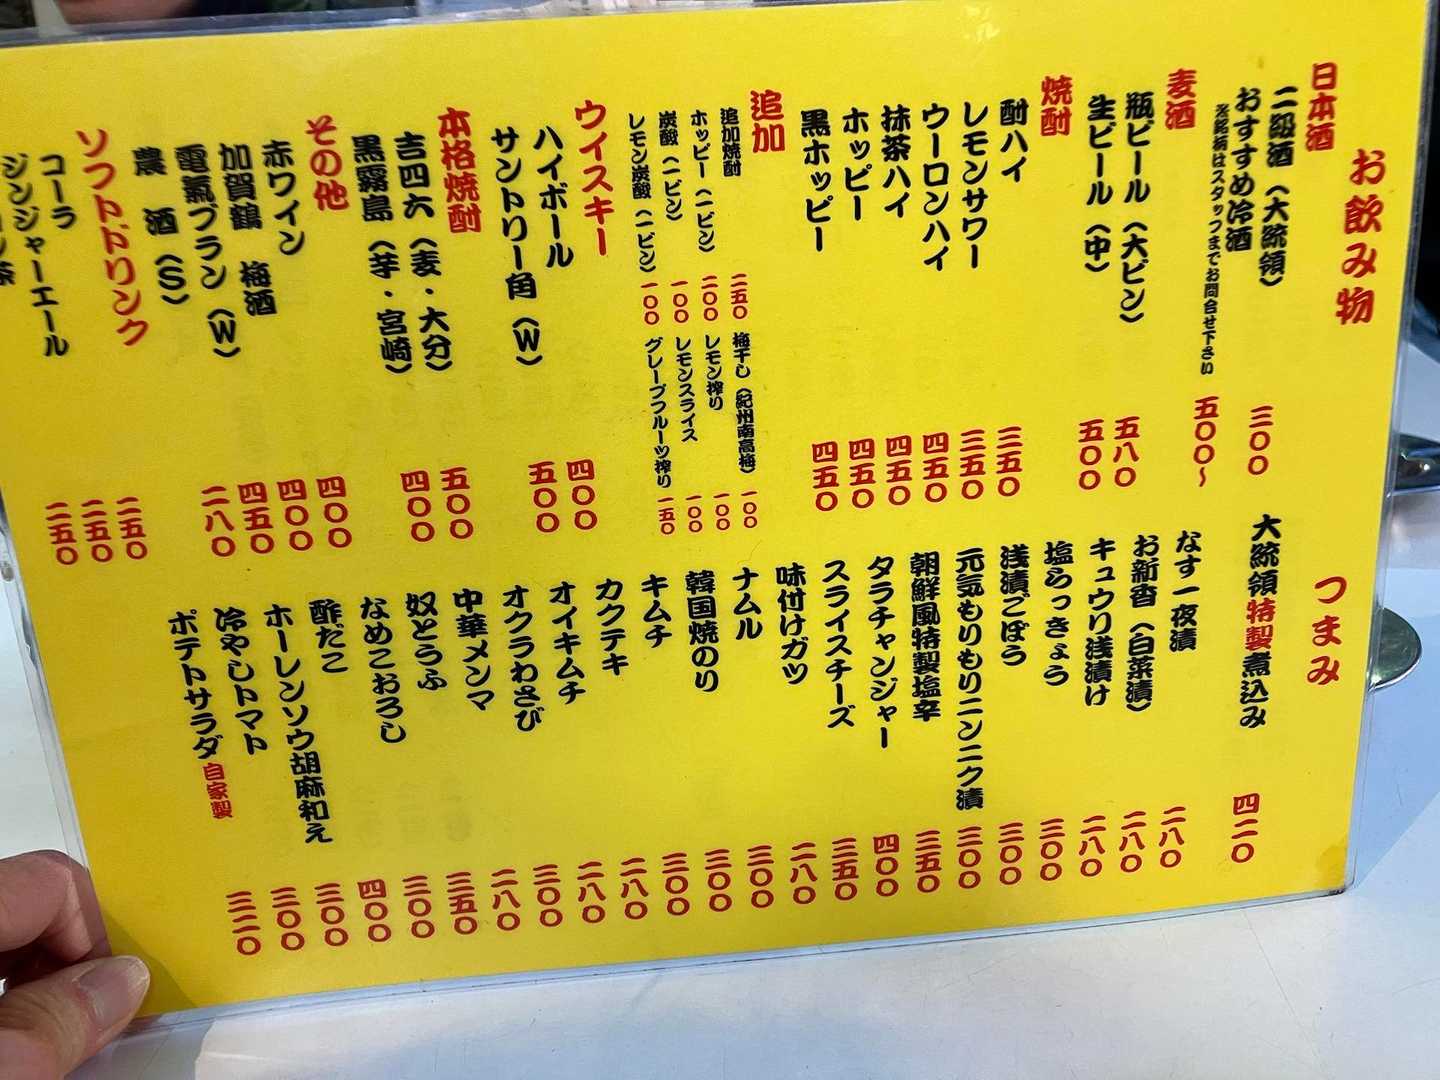 お飲み物
日本酒
二級酒（大統領） 三〇〇
おすすめ冷酒 五〇〇〜
※銘柄はスタッフまでお問合せ下さい
麦酒
瓶ビール（大ビン） 五八〇
生ビール（中） 五〇〇
焼酎
酎ハイ 三五〇
レモンサワー 三五〇
ウーロンハイ 四五〇
抹茶ハイ 四五〇
ホッピー 四五〇
黒ホッピー 四五〇
追加
追加焼酎 二五〇
ホッピー（一ビン） 二〇〇
炭酸（一ビン） 一〇〇
レモン炭酸（一ビン） 一〇〇
梅干し（紀州南高梅） 一〇〇
レモン搾り 一〇〇
レモンスライス 一〇〇
グレープフルーツ搾り 一五〇
ウイスキー
ハイボール 四〇〇
サントリー角（W） 五〇〇
本格焼酎
吉四六（麦・大分） 五〇〇
黒霧島（芋・宮崎） 四〇〇
その他
赤ワイン 四〇〇
加賀鶴 梅酒 四〇〇
電氣ブラン（W） 四五〇
農 酒（S） 二八〇
ソフトドリンク
コーラ 二五〇
ジンジャーエール 二五〇
ン茶 二五〇
つまみ
大統領特製煮込み 四二〇
なす一夜漬 二八〇
お新香（白菜漬） 二八〇
キュウリ浅漬け 二八〇
塩らっきょう 三〇〇
浅漬ごぼう 三〇〇
元気もりもりニンニク漬 三〇〇
朝鮮風特製塩辛 三五〇
タラチャンジャー 四〇〇
スライスチーズ 三五〇
味付けガツ 二八〇
ナムル 三〇〇
韓国焼のり 三〇〇
キムチ 三〇〇
カクテキ 二八〇
オイキムチ 二八〇
オクラわさび 三〇〇
中華メンマ 二八〇
奴とうふ 三五〇
なめこおろし 三〇〇
酢だこ 四〇〇
ホーレンソウ胡麻和え 三〇〇
冷やしトマト 三〇〇
ポテトサラダ自家製 三二〇